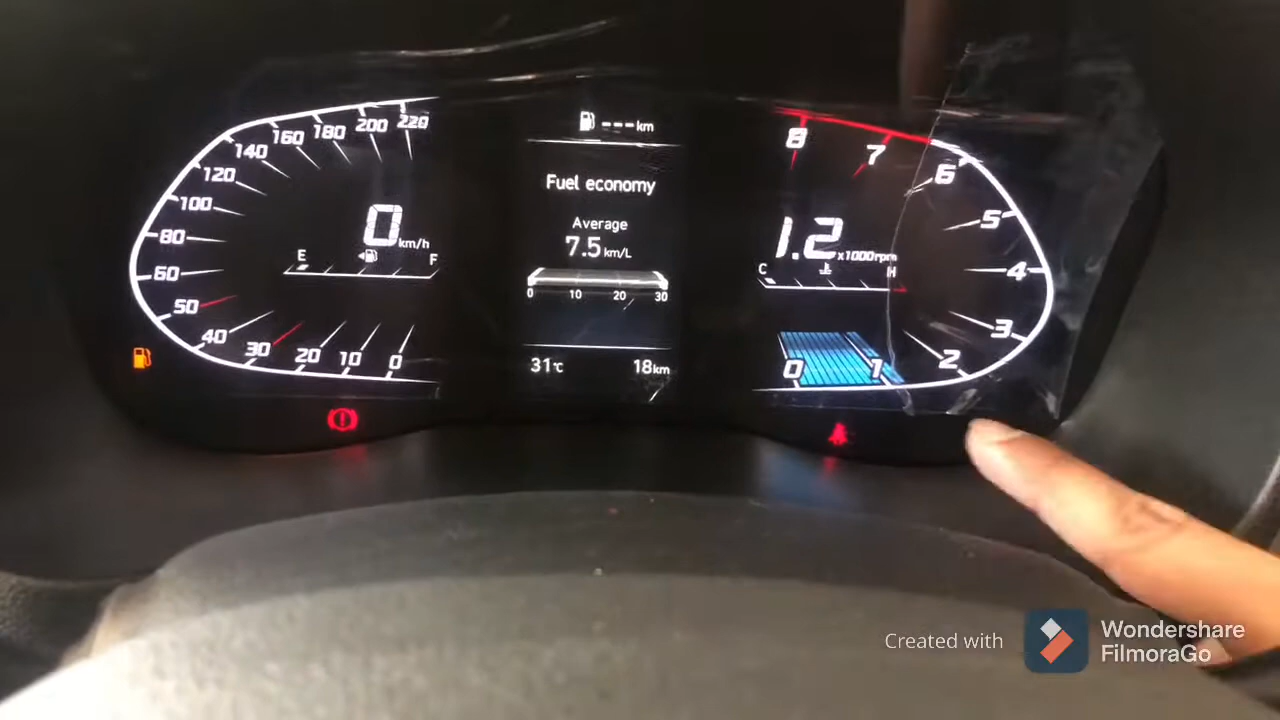 220
200
180
160
140
120
100
80
60
50
40
30
20
10
0
0 km/h
E F
--- km
Fuel economy
Average
7.5 km/L
0 10 20 30
31℃ 18km
8
7
6
5
4
3
2
1
0
1.2 x1000rpm
C H
Created with
Wondershare
FilmoraGo